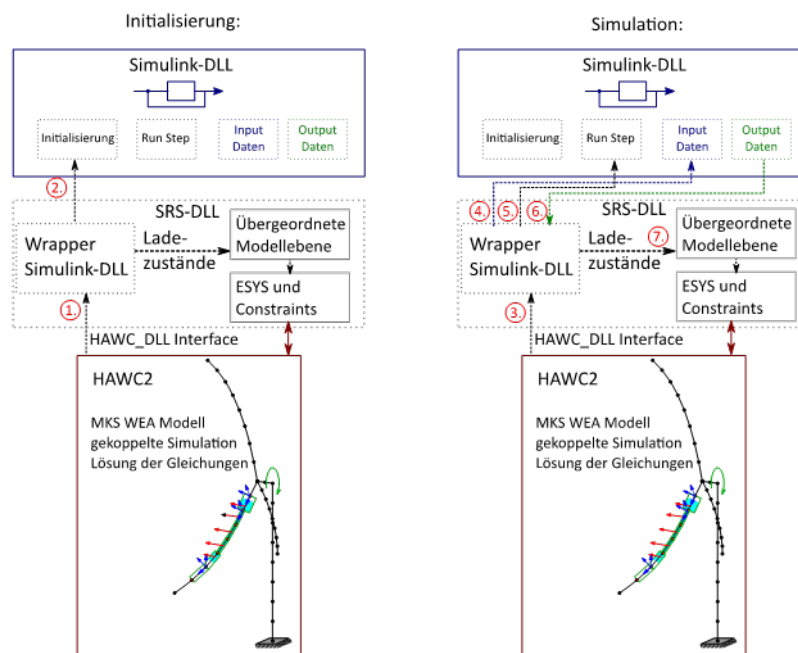 Initialisierung:
Simulink-DLL
Initialisierung
Run Step
Input
Daten
Output
Daten
2.
SRS-DLL
Wrapper
Simulink-DLL
Lade-
zustände
Übergeordnete
Modellebene
ESYS und
Constraints
1.
HAWC_DLL Interface
HAWC2
MKS WEA Modell
gekoppelte Simulation
Lösung der Gleichungen
Simulation:
Simulink-DLL
Initialisierung
Run Step
Input
Daten
Output
Daten
4.
5.
6.
SRS-DLL
Wrapper
Simulink-DLL
Lade-
zustände
7.
Übergeordnete
Modellebene
ESYS und
Constraints
3.
HAWC_DLL Interface
HAWC2
MKS WEA Modell
gekoppelte Simulation
Lösung der Gleichungen